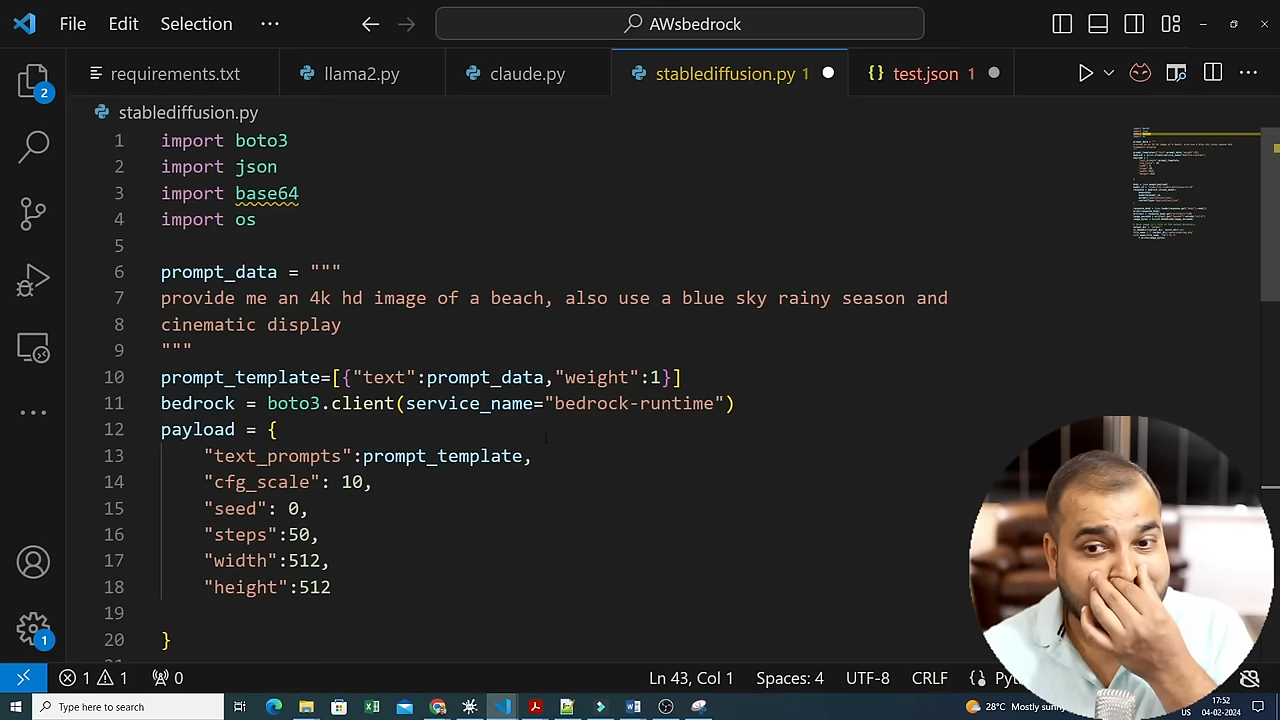 File Edit Selection ··· AWsbedrock
requirements.txt llama2.py claude.py stablediffusion.py 1 {} test.json 1
stablediffusion.py
1 import boto3
2 import json
3 import base64
4 import os
5
6 prompt_data = """
7 provide me an 4k hd image of a beach, also use a blue sky rainy season and
8 cinematic display
9 """
10 prompt_template=[{"text":prompt_data,"weight":1}]
11 bedrock = boto3.client(service_name="bedrock-runtime")
12 payload = {
13 "text_prompts":prompt_template,
14 "cfg_scale": 10,
15 "seed": 0,
16 "steps":50,
17 "width":512,
18 "height":512
19
20 }
2
1
1 1 0 Ln 43, Col 1 Spaces: 4 UTF-8 CRLF {}
Type here to search 28°C Mostly sunny 17:52
US 04-02-2024